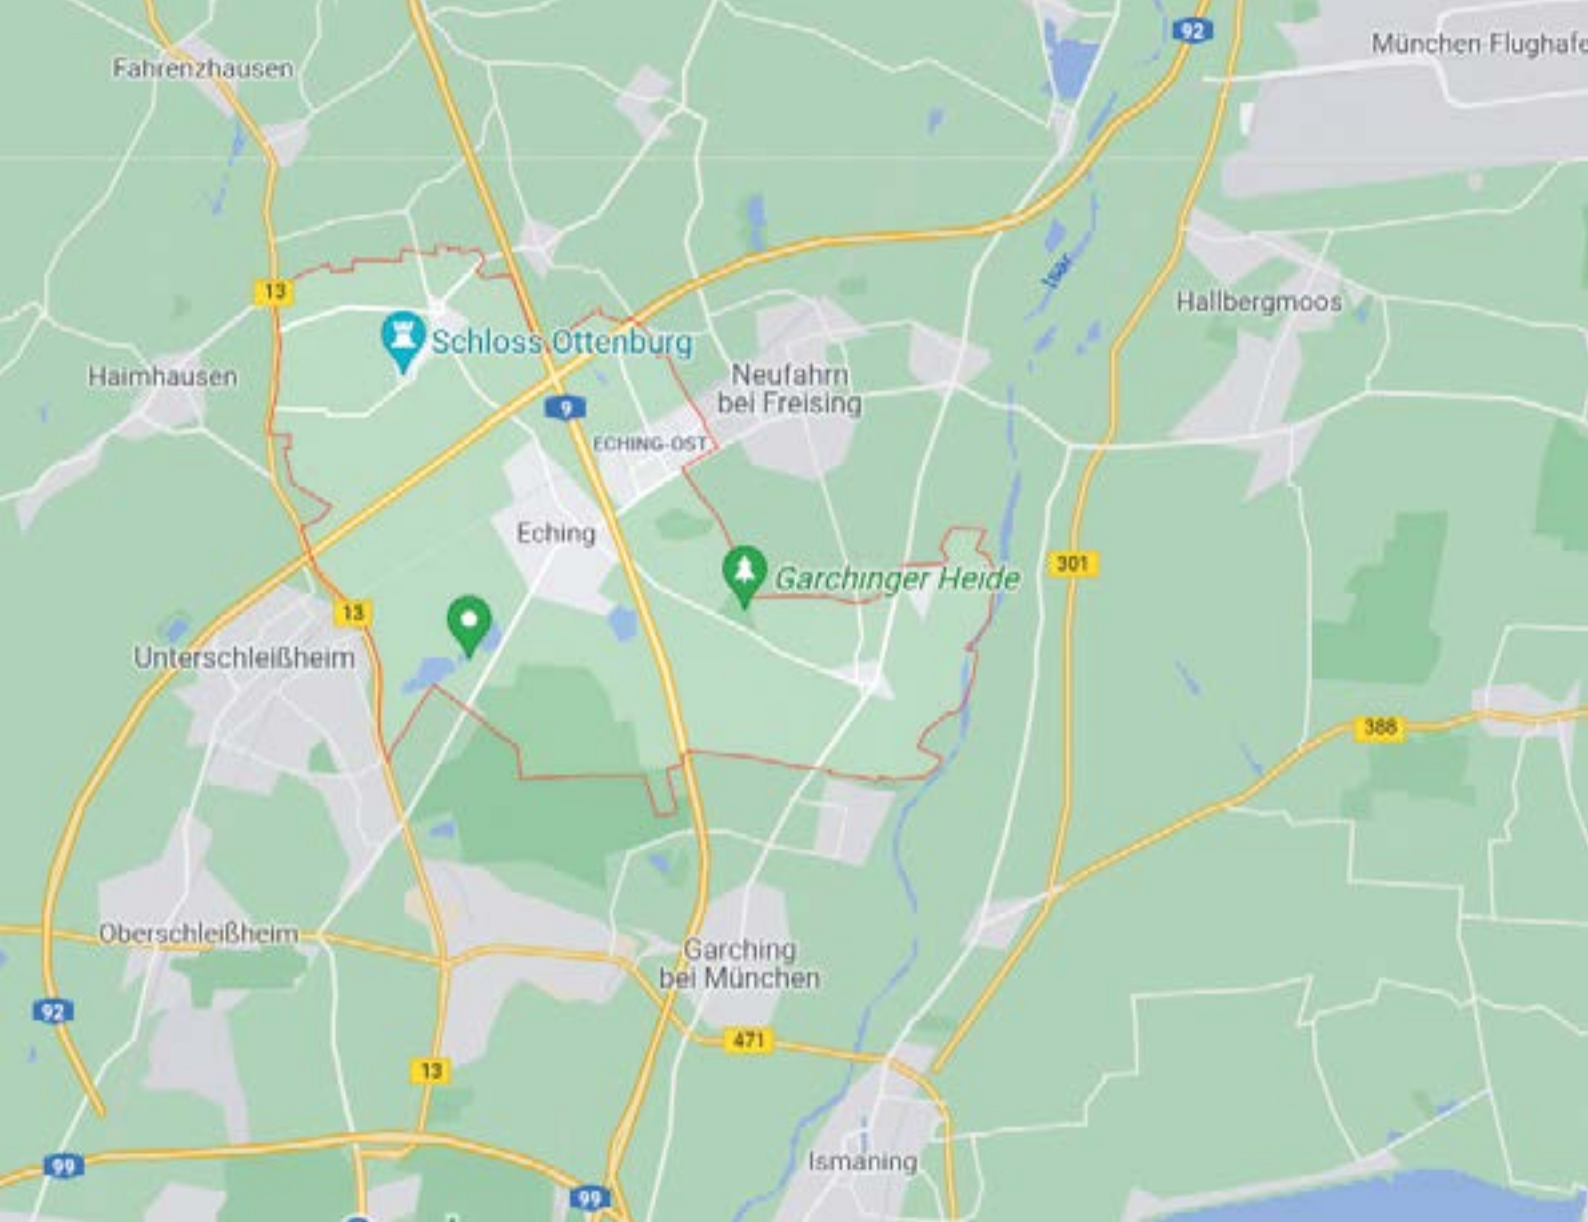 92
München Flughafe
Fahrenzhausen
Isar
13
Hallbergmoos
Schloss Ottenburg
Haimhausen
Neufahrn
bei Freising
9
ECHING-OST
Eching
301
Garchinger Heide
13
Unterschleißheim
388
Oberschleißheim
Garching
bei München
92
471
13
Ismaning
99
99